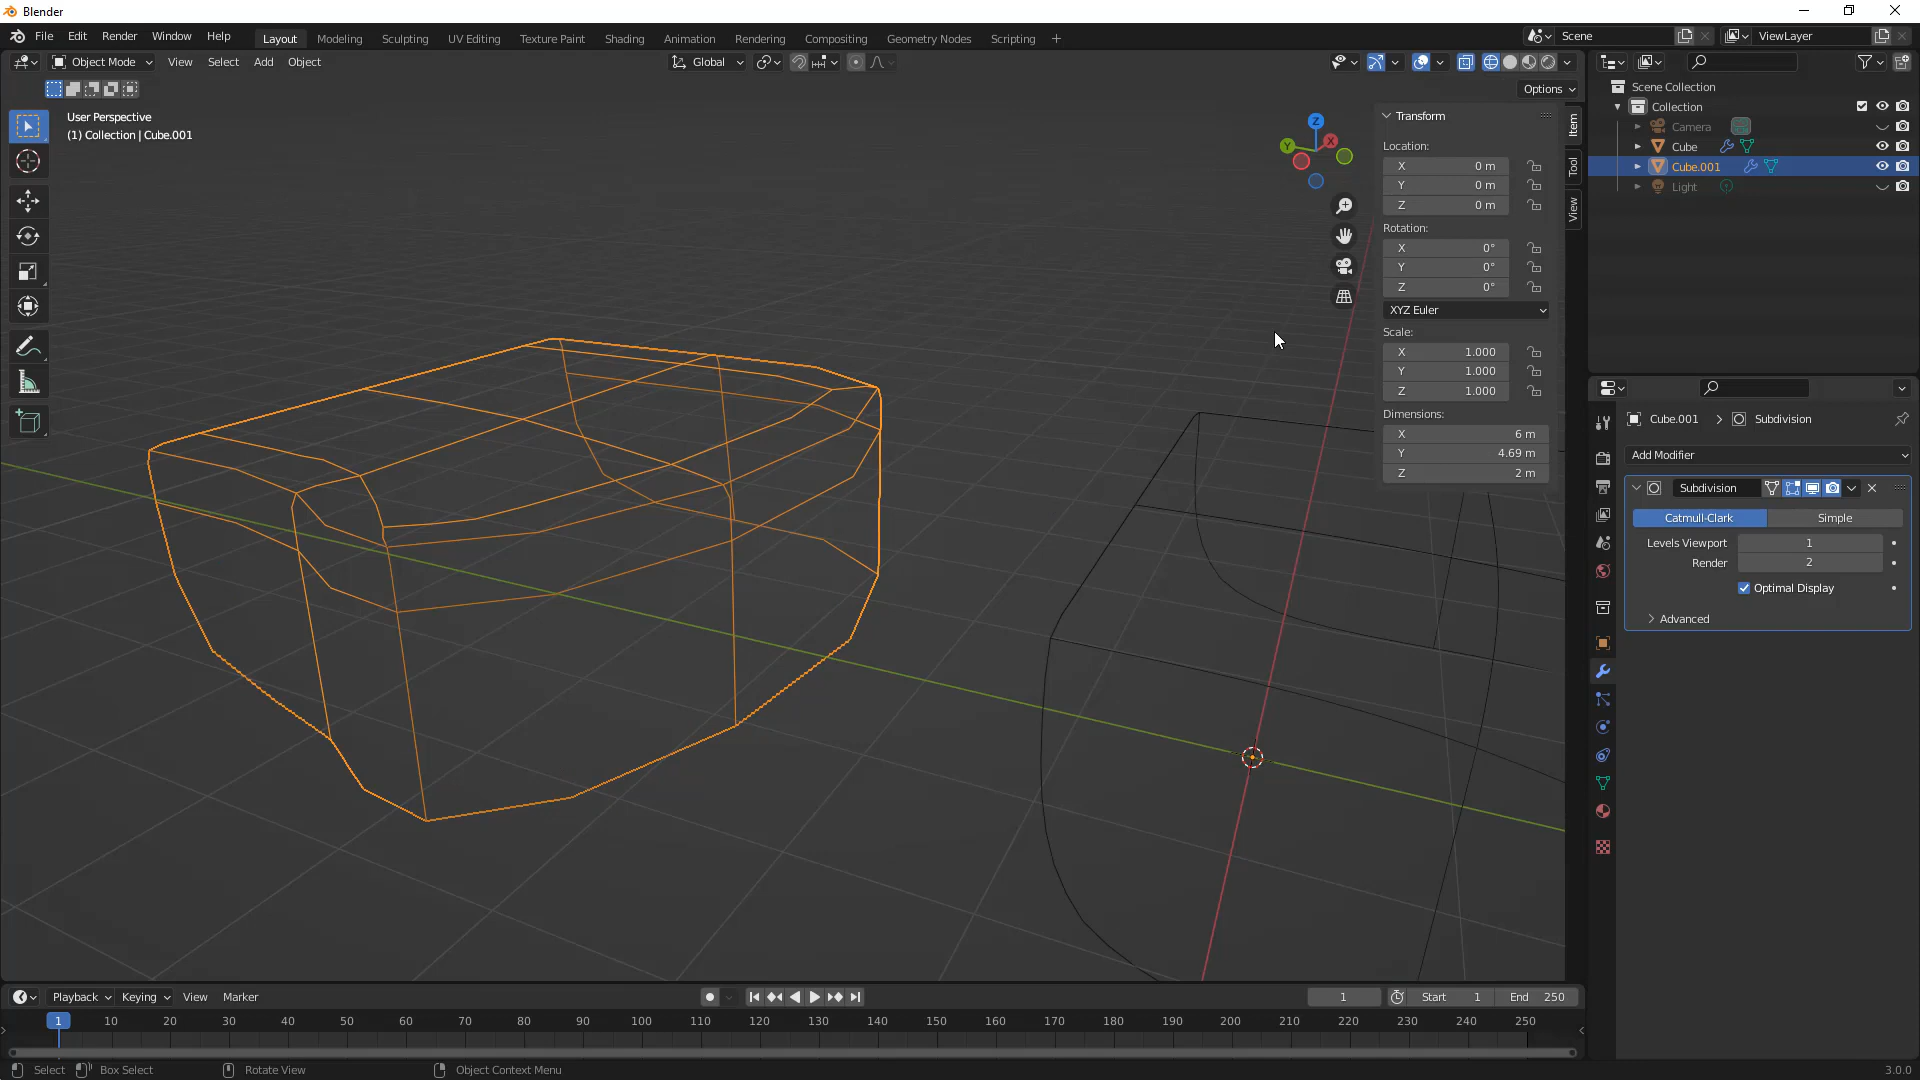 Blender
File Edit Render Window Help
Layout Modeling Sculpting UV Editing Texture Paint Shading Animation Rendering Compositing Geometry Nodes Scripting +
Scene
ViewLayer
Object Mode View Select Add Object
Global
Options
User Perspective
(1) Collection | Cube.001
Z
Y
X
Transform
Location:
X 0 m
Y 0 m
Z 0 m
Rotation:
X 0°
Y 0°
Z 0°
XYZ Euler
Scale:
X 1.000
Y 1.000
Z 1.000
Dimensions:
X 6 m
Y 4.69 m
Z 2 m
Item
Tool
View
Scene Collection
Collection
Camera
Cube
Cube.001
Light
Cube.001 > Subdivision
Add Modifier
Subdivision
Catmull-Clark Simple
Levels Viewport 1
Render 2
Optimal Display
Advanced
Playback Keying View Marker
1
Start 1
End 250
1 10 20 30 40 50 60 70 80 90 100 110 120 130 140 150 160 170 180 190 200 210 220 230 240 250
Select Box Select Rotate View Object Context Menu
3.0.0